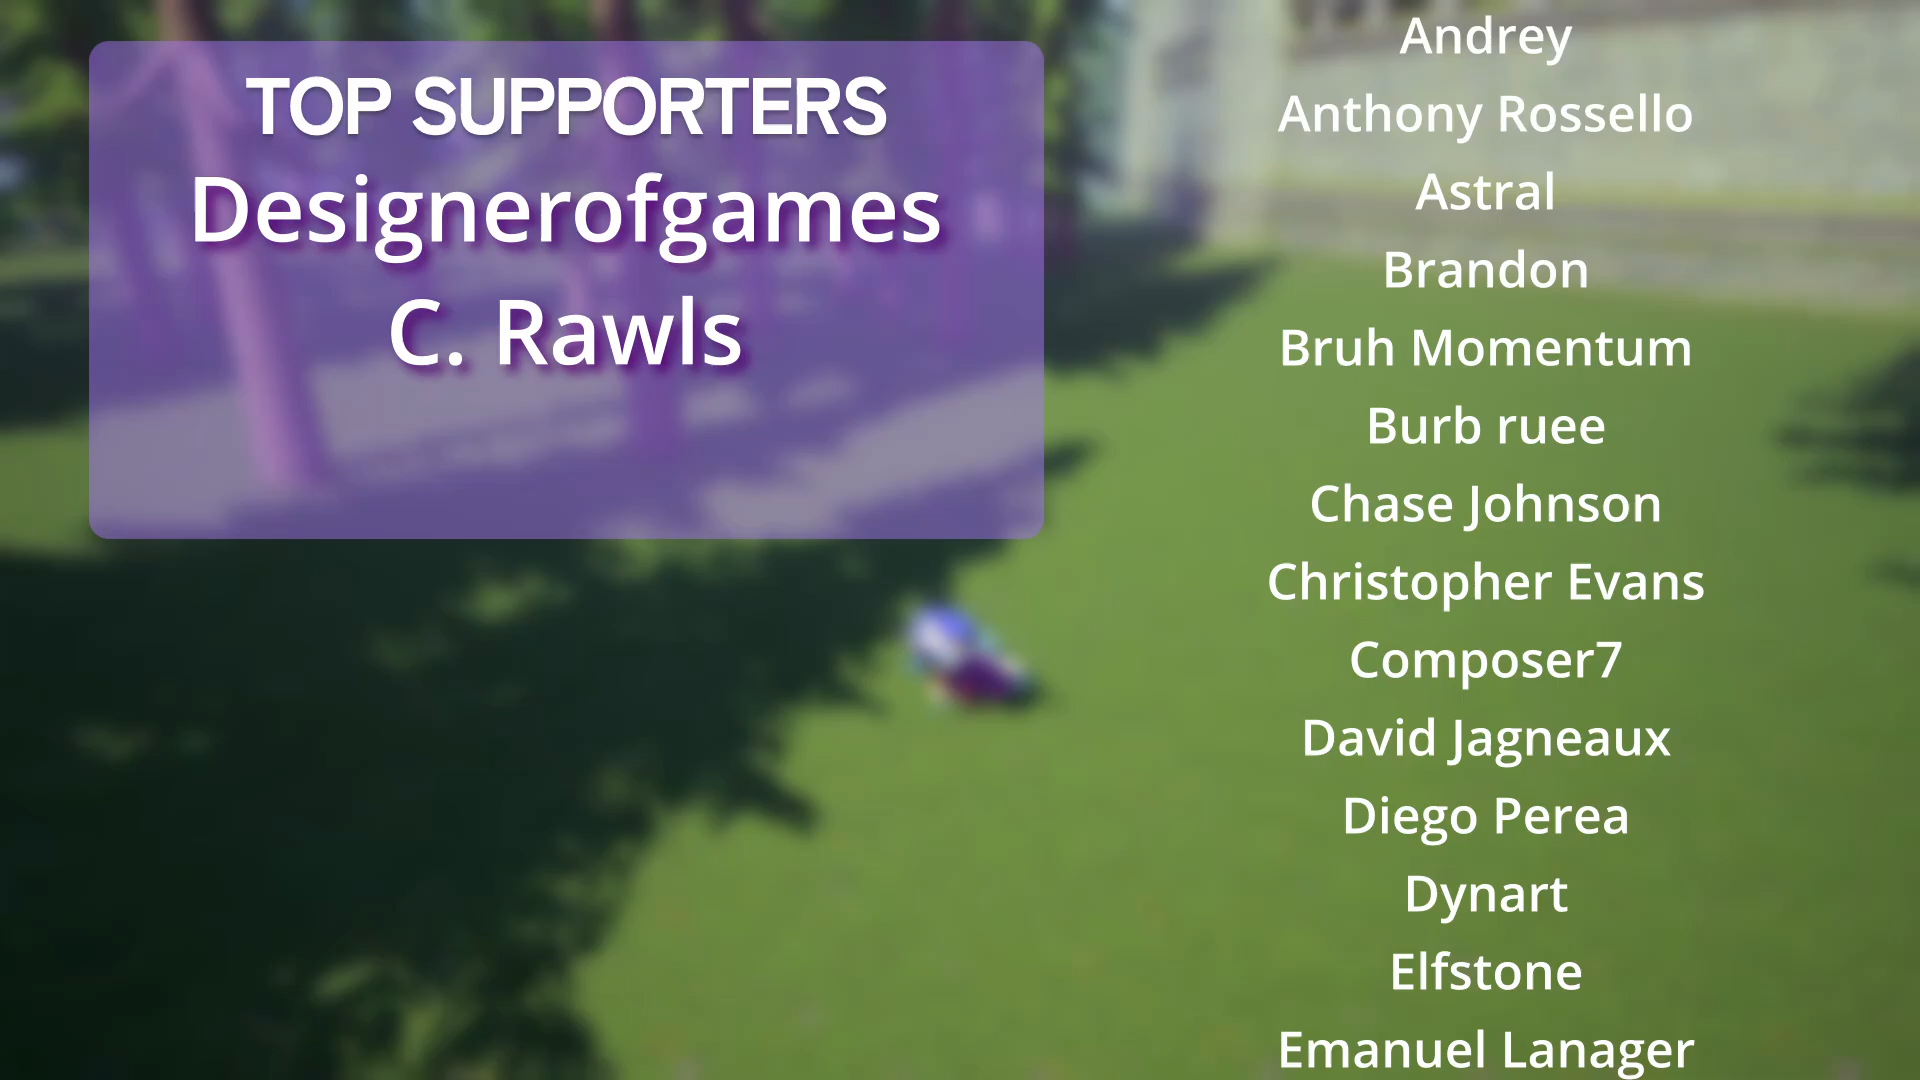 TOP SUPPORTERS
Designerofgames
C. Rawls
Andrey
Anthony Rossello
Astral
Brandon
Bruh Momentum
Burb ruee
Chase Johnson
Christopher Evans
Composer7
David Jagneaux
Diego Perea
Dynart
Elfstone
Emanuel Lanager